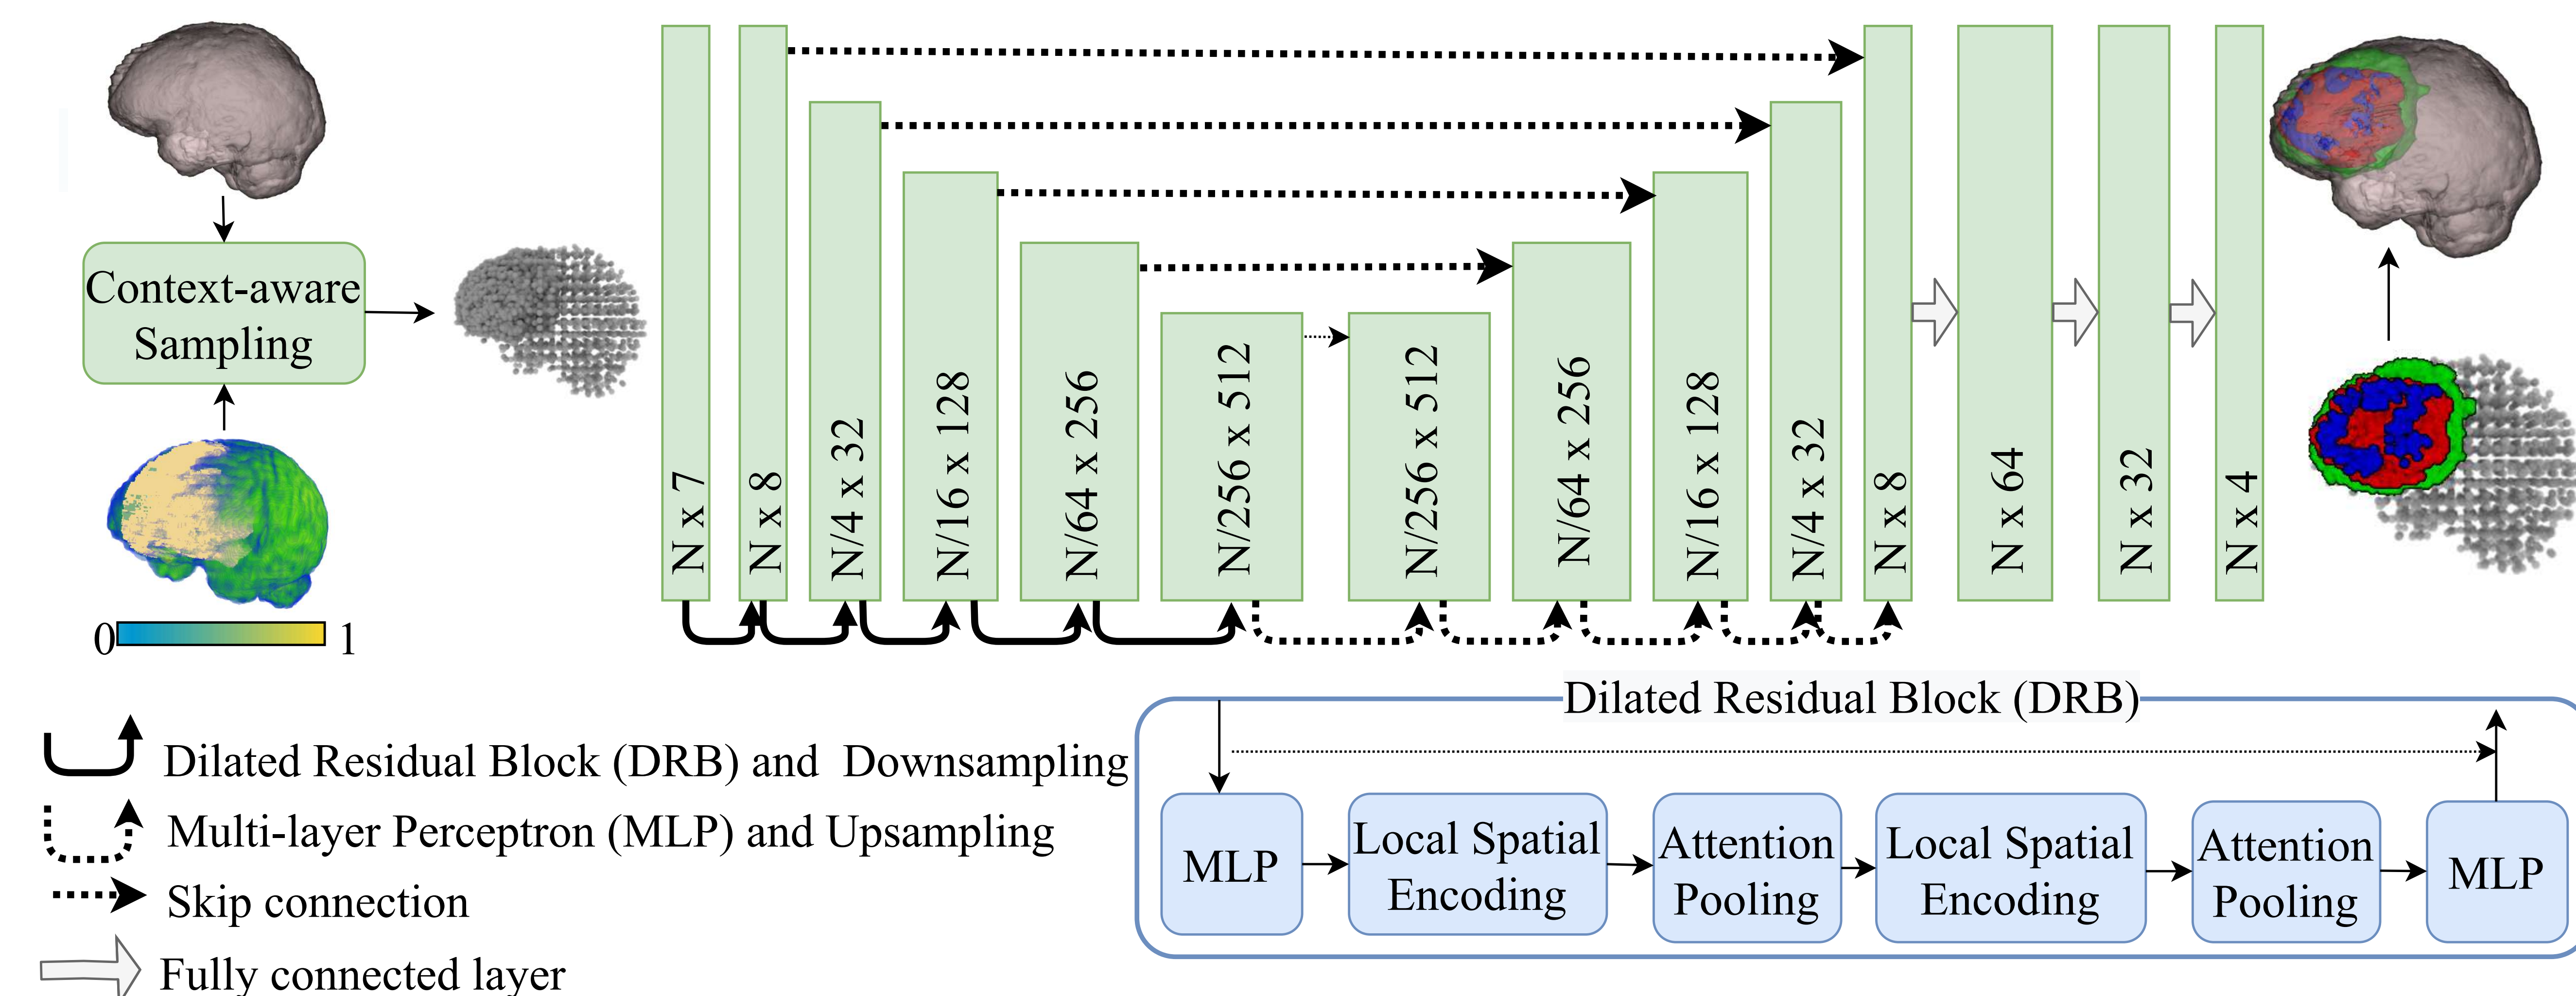 Context-aware
Sampling
0
1
N x 7
N x 8
N/4 x 32
N/16 x 128
N/64 x 256
N/256 x 512
N/256 x 512
N/64 x 256
N/16 x 128
N/4 x 32
N x 8
N x 64
N x 32
N x 4
Dilated Residual Block (DRB) and Downsampling
Multi-layer Perceptron (MLP) and Upsampling
Skip connection
Fully connected layer
Dilated Residual Block (DRB)
MLP
Local Spatial
Encoding
Attention
Pooling
Local Spatial
Encoding
Attention
Pooling
MLP